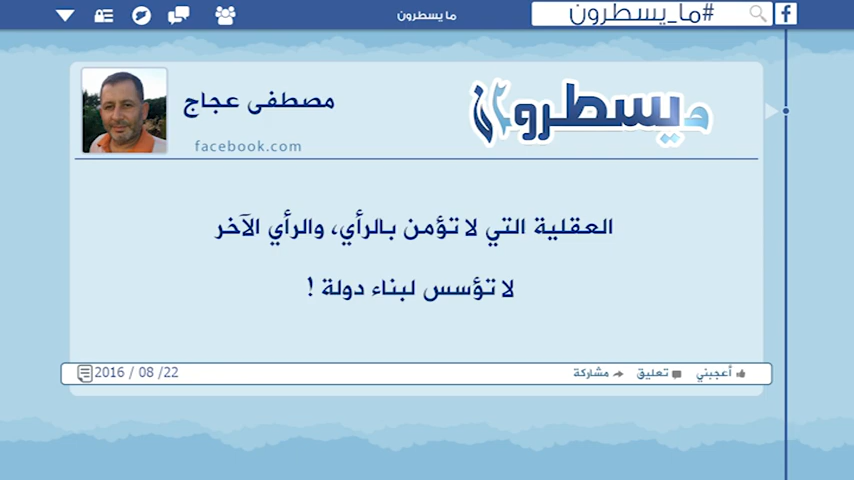 ما يسطرون
#ما_يسطرون
f
مصطفى عجاج
facebook.com
ما يسطرون
العقلية التي لا تؤمن بالرأي، والرأي الآخر
لا تؤسس لبناء دولة !
أعجبني تعليق مشاركة
2016 / 08 /22